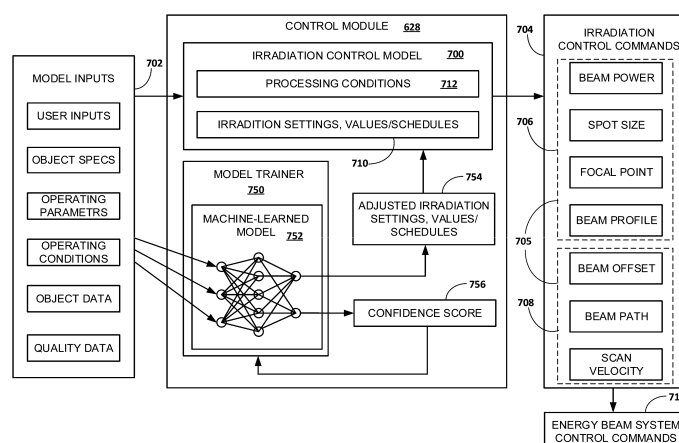 MODEL INPUTS
702
USER INPUTS
OBJECT SPECS
OPERATING
PARAMETRS
OPERATING
CONDITIONS
OBJECT DATA
QUALITY DATA
CONTROL MODULE 628
IRRADIATION CONTROL MODEL 700
PROCESSING CONDITIONS 712
IRRADITION SETTINGS, VALUES/SCHEDULES
710
MODEL TRAINER
750
MACHINE-LEARNED
MODEL 752
754
ADJUSTED IRRADIATION
SETTINGS, VALUES/
SCHEDULES
756
CONFIDENCE SCORE
704
IRRADIATION
CONTROL COMMANDS
706
BEAM POWER
SPOT SIZE
FOCAL POINT
BEAM PROFILE
705
708
BEAM OFFSET
BEAM PATH
SCAN
VELOCITY
ENERGY BEAM SYSTEM
CONTROL COMMANDS